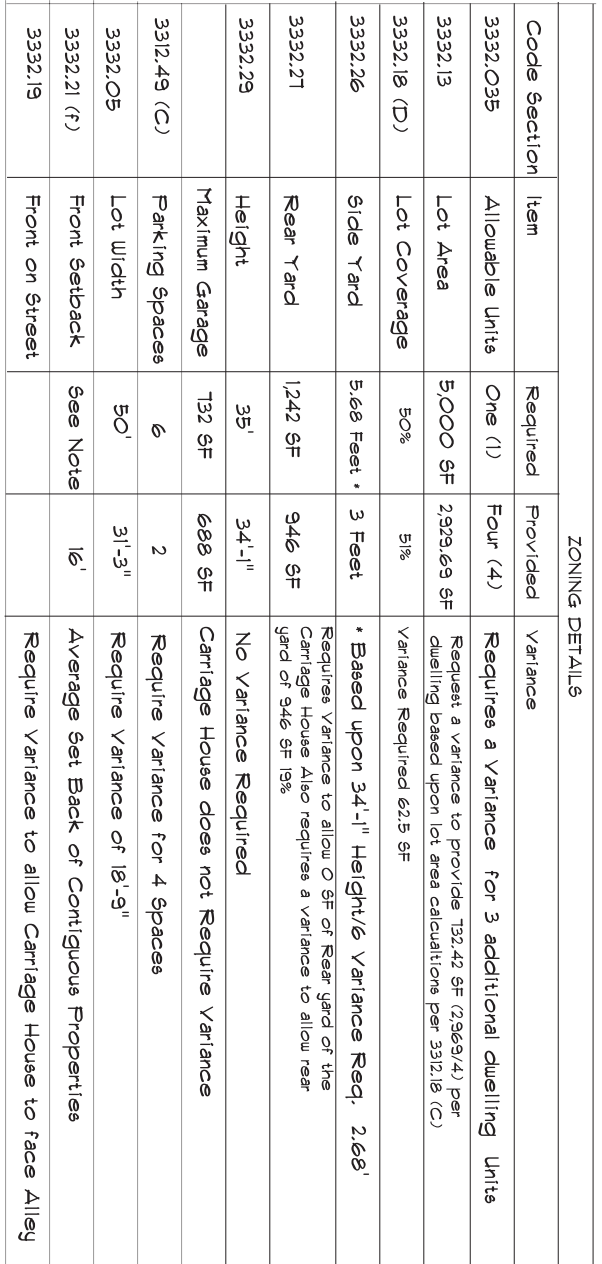 ZONING DETAILS
Code Section Item Required Provided Variance
3332.035 Allowable Units One (1) Four (4) Requires a Variance for 3 additional dwelling Units
3332.13 Lot Area 5,000 SF 2,929.69 SF Request a variance to provide 732.42 SF (2,969/4) per
dwelling based upon lot area calcualtions per 3312.18 (C)
3332.18 (D) Lot Coverage 50% 51% Variance Required 62.5 SF
3332.26 Side Yard 5.68 Feet * 3 Feet * Based upon 34'-1" Height/6 Variance Req. 2.68'
3332.27 Rear Yard 1,242 SF 946 SF Requires Variance to allow 0 SF of Rear yard of the
Carriage House Also requires a variance to allow rear
yard of 946 SF 19%
3332.29 Height 35' 34'-1" No Variance Required
Maximum Garage 732 SF 688 SF Carriage House does not Require Variance
3312.49 (C) Parking Spaces 6 2 Require Variance for 4 Spaces
3332.05 Lot Width 50' 31'-3" Require Variance of 18'-9"
3332.21 (f) Front Setback See Note 16' Average Set Back of Contiguous Properties
3332.19 Front on Street Require Variance to allow Carriage House to face Alley